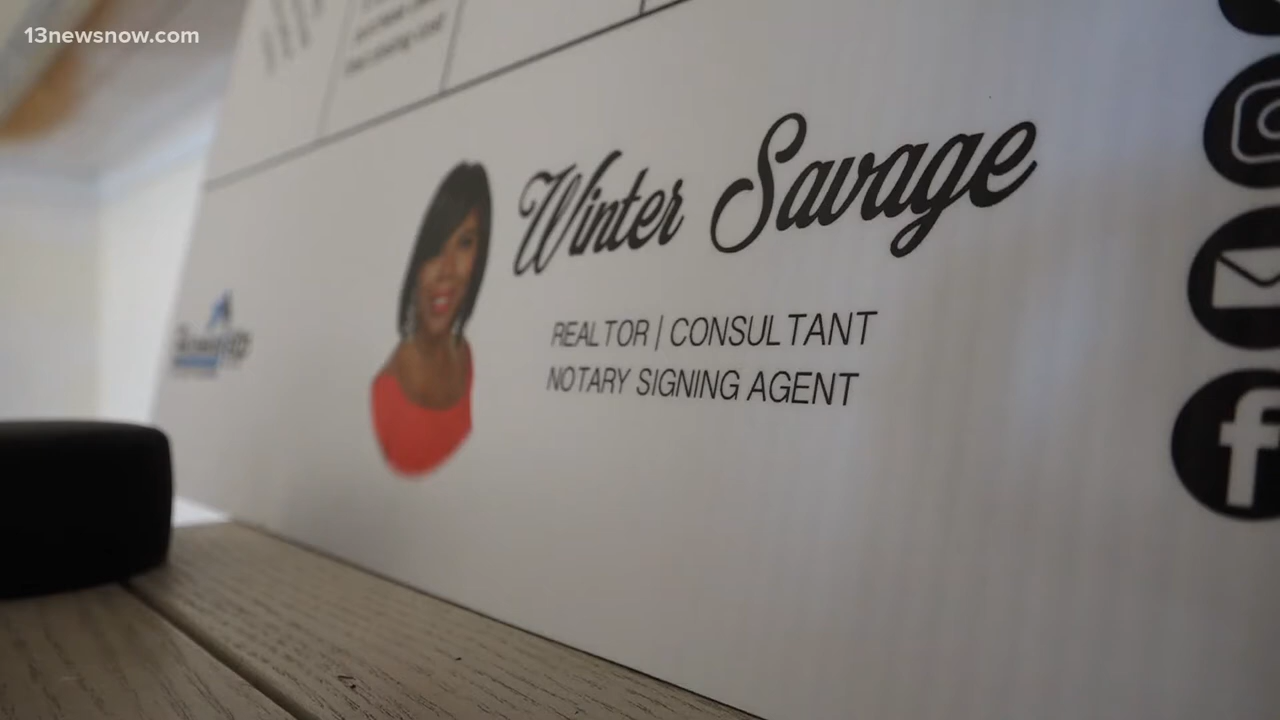 13newsnow.com
Winter Savage
REALTOR | CONSULTANT
NOTARY SIGNING AGENT